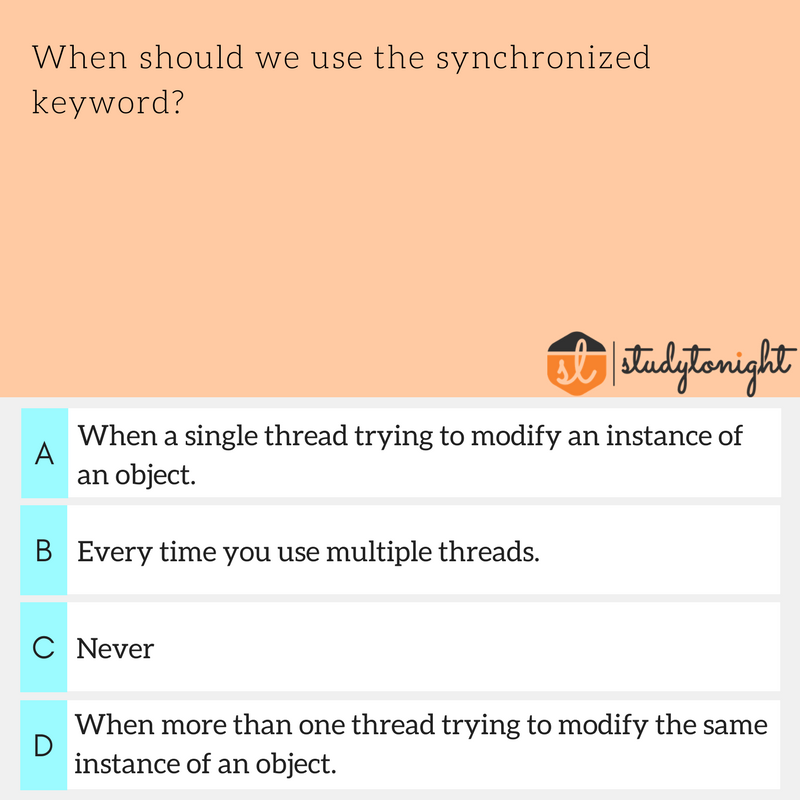 When should we use the synchronized
keyword?
sl studytonight
A
When a single thread trying to modify an instance of
an object.
B Every time you use multiple threads.
C Never
D
When more than one thread trying to modify the same
instance of an object.